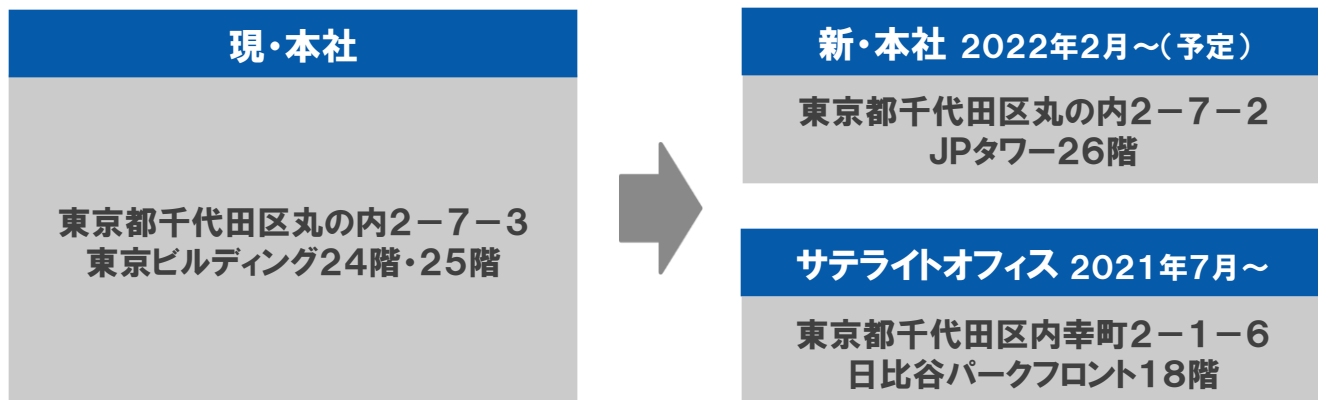 現・本社
東京都千代田区丸の内2－7－3
東京ビルディング24階・25階
新・本社 2022年2月～（予定）
東京都千代田区丸の内2－7－2
JPタワー26階
サテライトオフィス 2021年7月～
東京都千代田区内幸町2－1－6
日比谷パークフロント18階